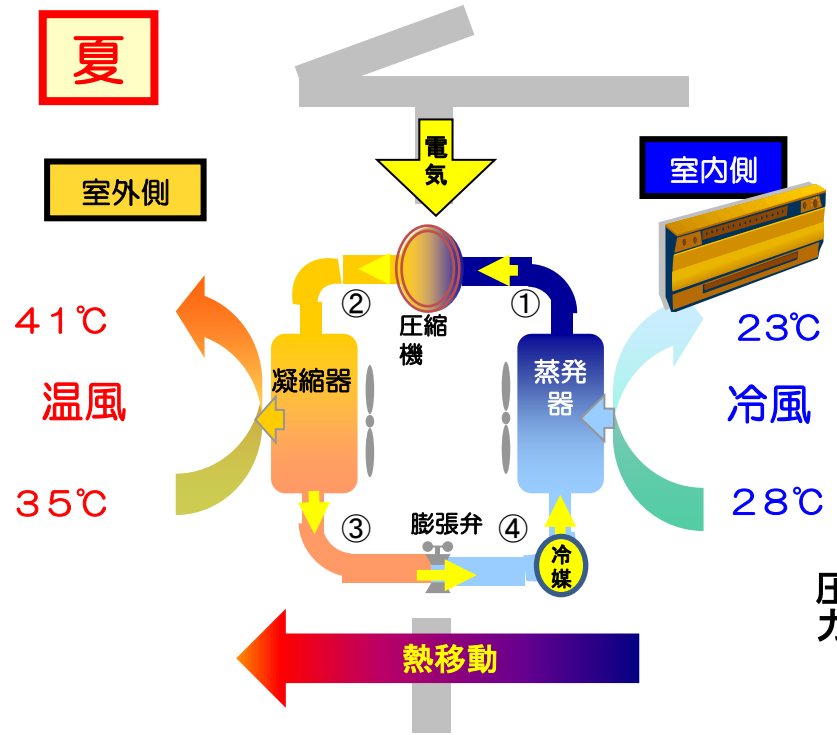 夏
電
気
室外側
室内側
②
①
圧縮
機
41℃
23℃
凝縮器
蒸発
器
温風
冷風
35℃
28℃
③
膨張弁
④
冷
媒
圧
力
熱移動